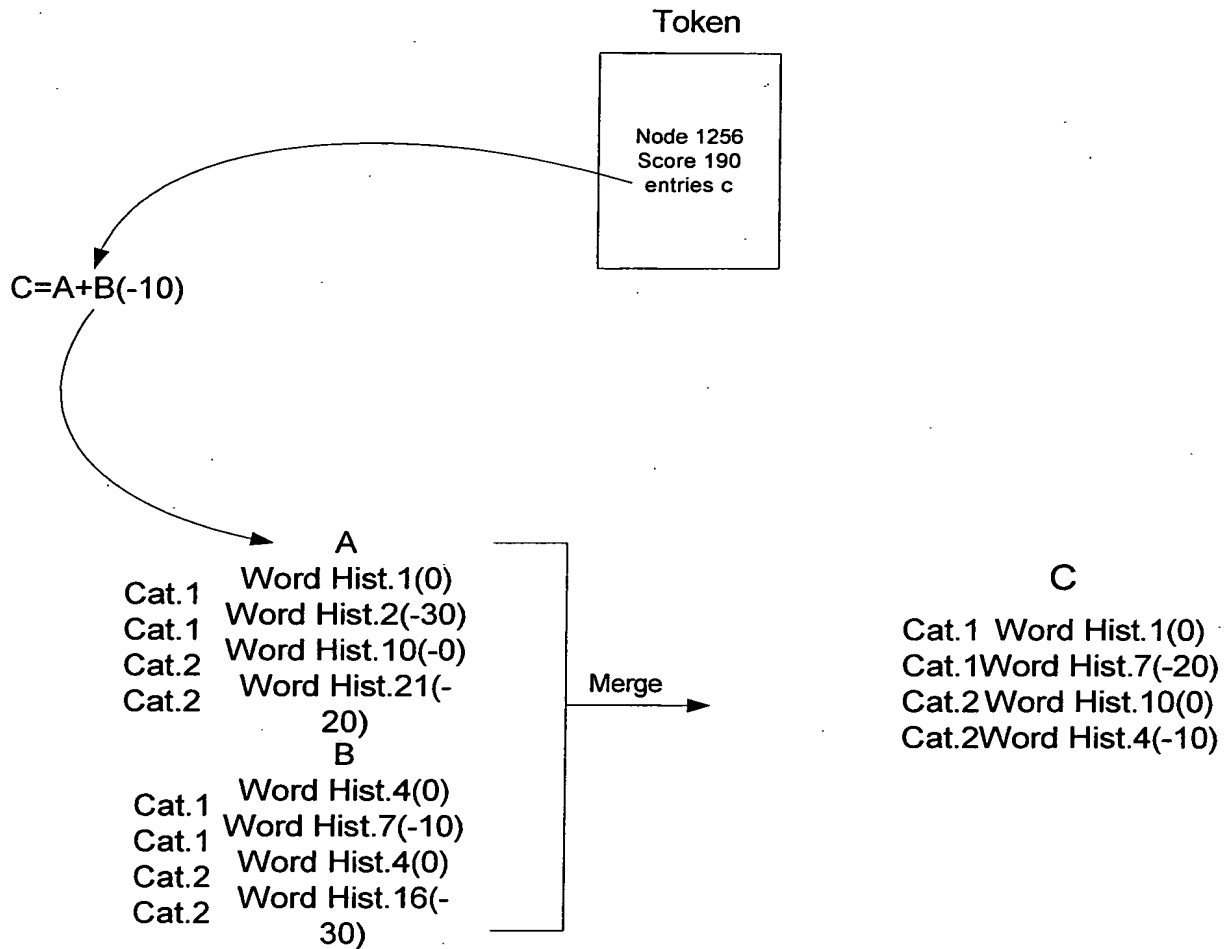 Token
Node 1256
Score 190
entries c
C=A+B(-10)
A
Cat.1 Word Hist.1(0)
Cat.1 Word Hist.2(-30)
Cat.2 Word Hist.10(-0)
Cat.2 Word Hist.21(-
20)
B
Cat.1 Word Hist.4(0)
Cat.1 Word Hist.7(-10)
Cat.2 Word Hist.4(0)
Cat.2 Word Hist.16(-
30)
Merge
C
Cat.1 Word Hist.1(0)
Cat.1Word Hist.7(-20)
Cat.2 Word Hist.10(0)
Cat.2Word Hist.4(-10)